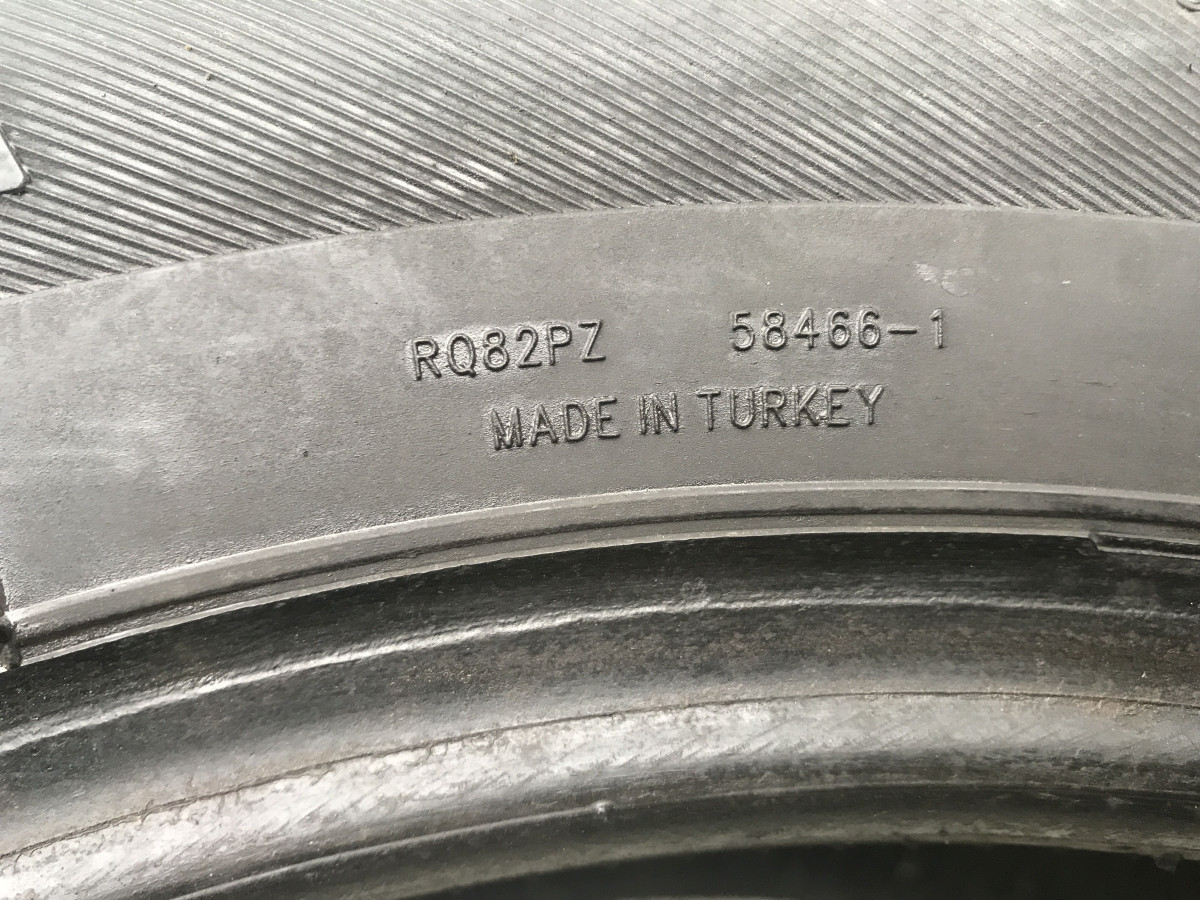 RQ82PZ 58466-1
MADE IN TURKEY